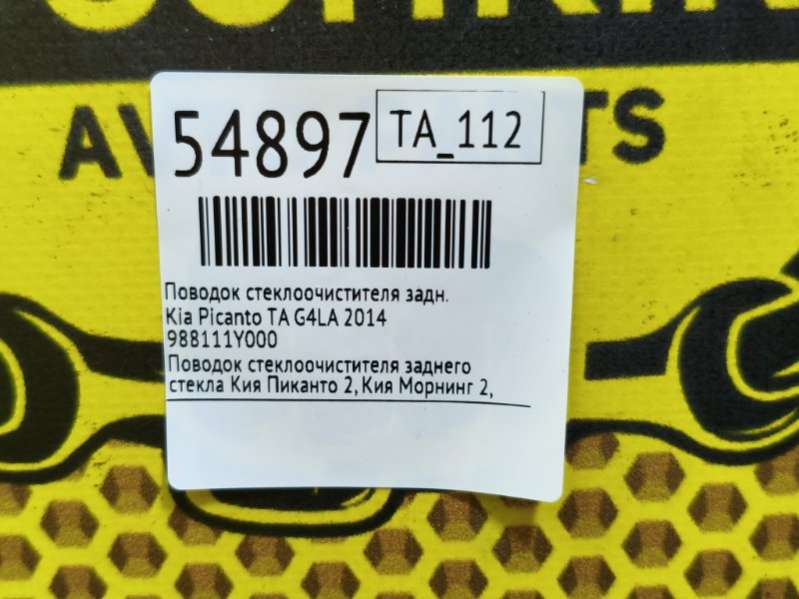 54897
TA_112
Поводок стеклоочистителя задн.
Kia Picanto TA G4LA 2014
988111Y000
Поводок стеклоочистителя заднего
стекла Кия Пиканто 2, Кия Морнинг 2,